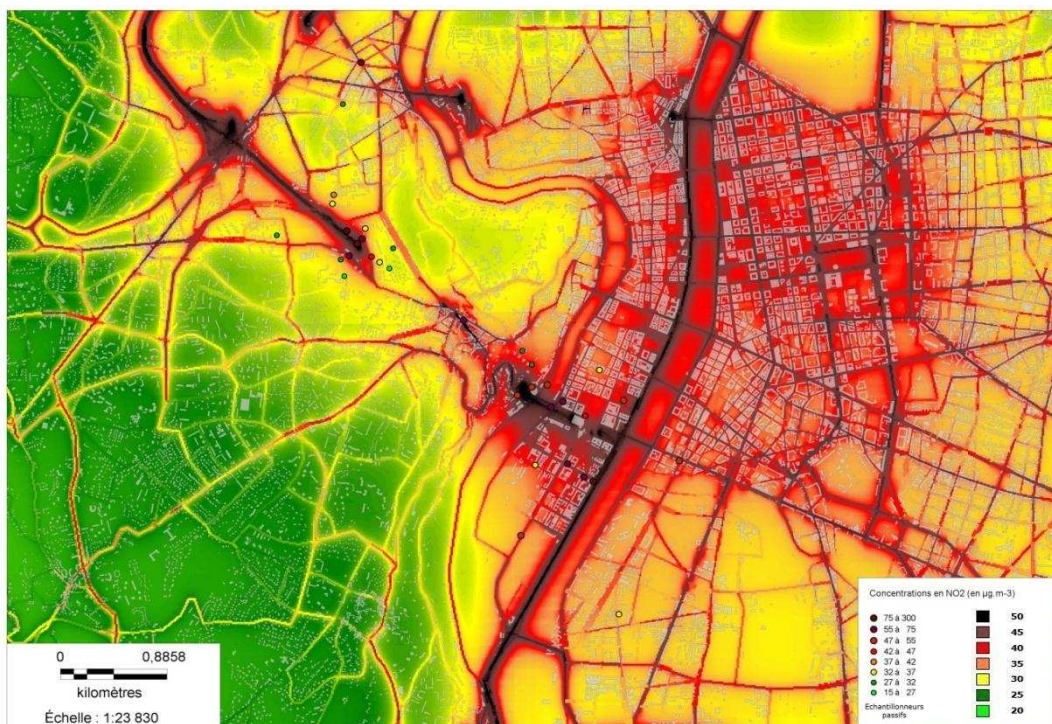 Concentrations en NO2 (en µg.m-3)
75 à 300
55 à 75
47 à 55
42 à 47
37 à 42
32 à 37
27 à 32
15 à 27
Echantillonneurs
passifs
50
45
40
35
30
25
20
0 0,8858
kilomètres
Échelle : 1:23 830